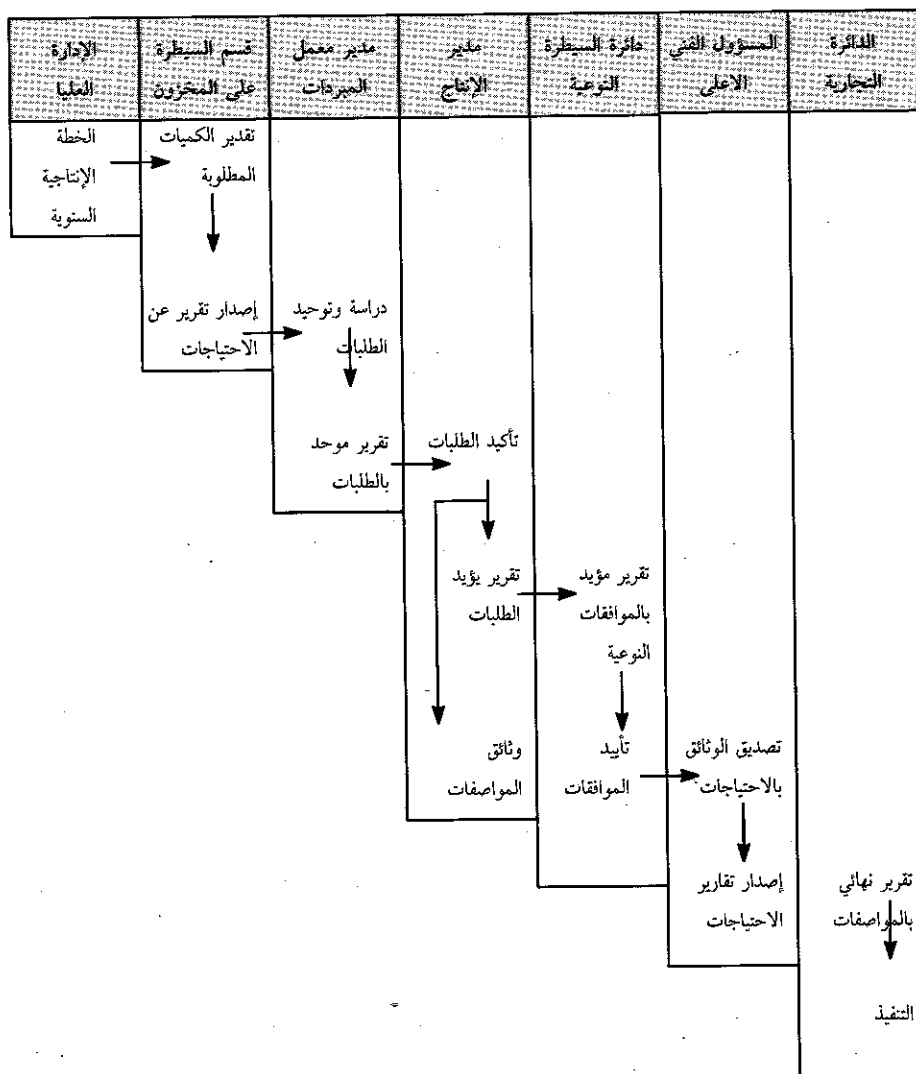 الإدارة
العليا
قسم السيطرة
على المخزون
مدير معمل
المبردات
مدير
الإنتاج
دائرة السيطرة
النوعية
المسؤول الفني
الاعلى
الدائرة
التجارية
الخطة
الإنتاجية
السنوية
تقدير الكميات
المطلوبة
إصدار تقرير عن
الاحتياجات
دراسة وتوحيد
الطلبات
تقرير موحد
بالطلبات
تأكيد الطلبات
تقرير يؤيد
الطلبات
وثائق
المواصفات
تقرير مؤيد
بالموافقات
النوعية
تأييد
الموافقات
تصديق الوثائق
بالاحتياجات
إصدار تقارير
الاحتياجات
تقرير نهائي
بالمواصفات
التنفيذ